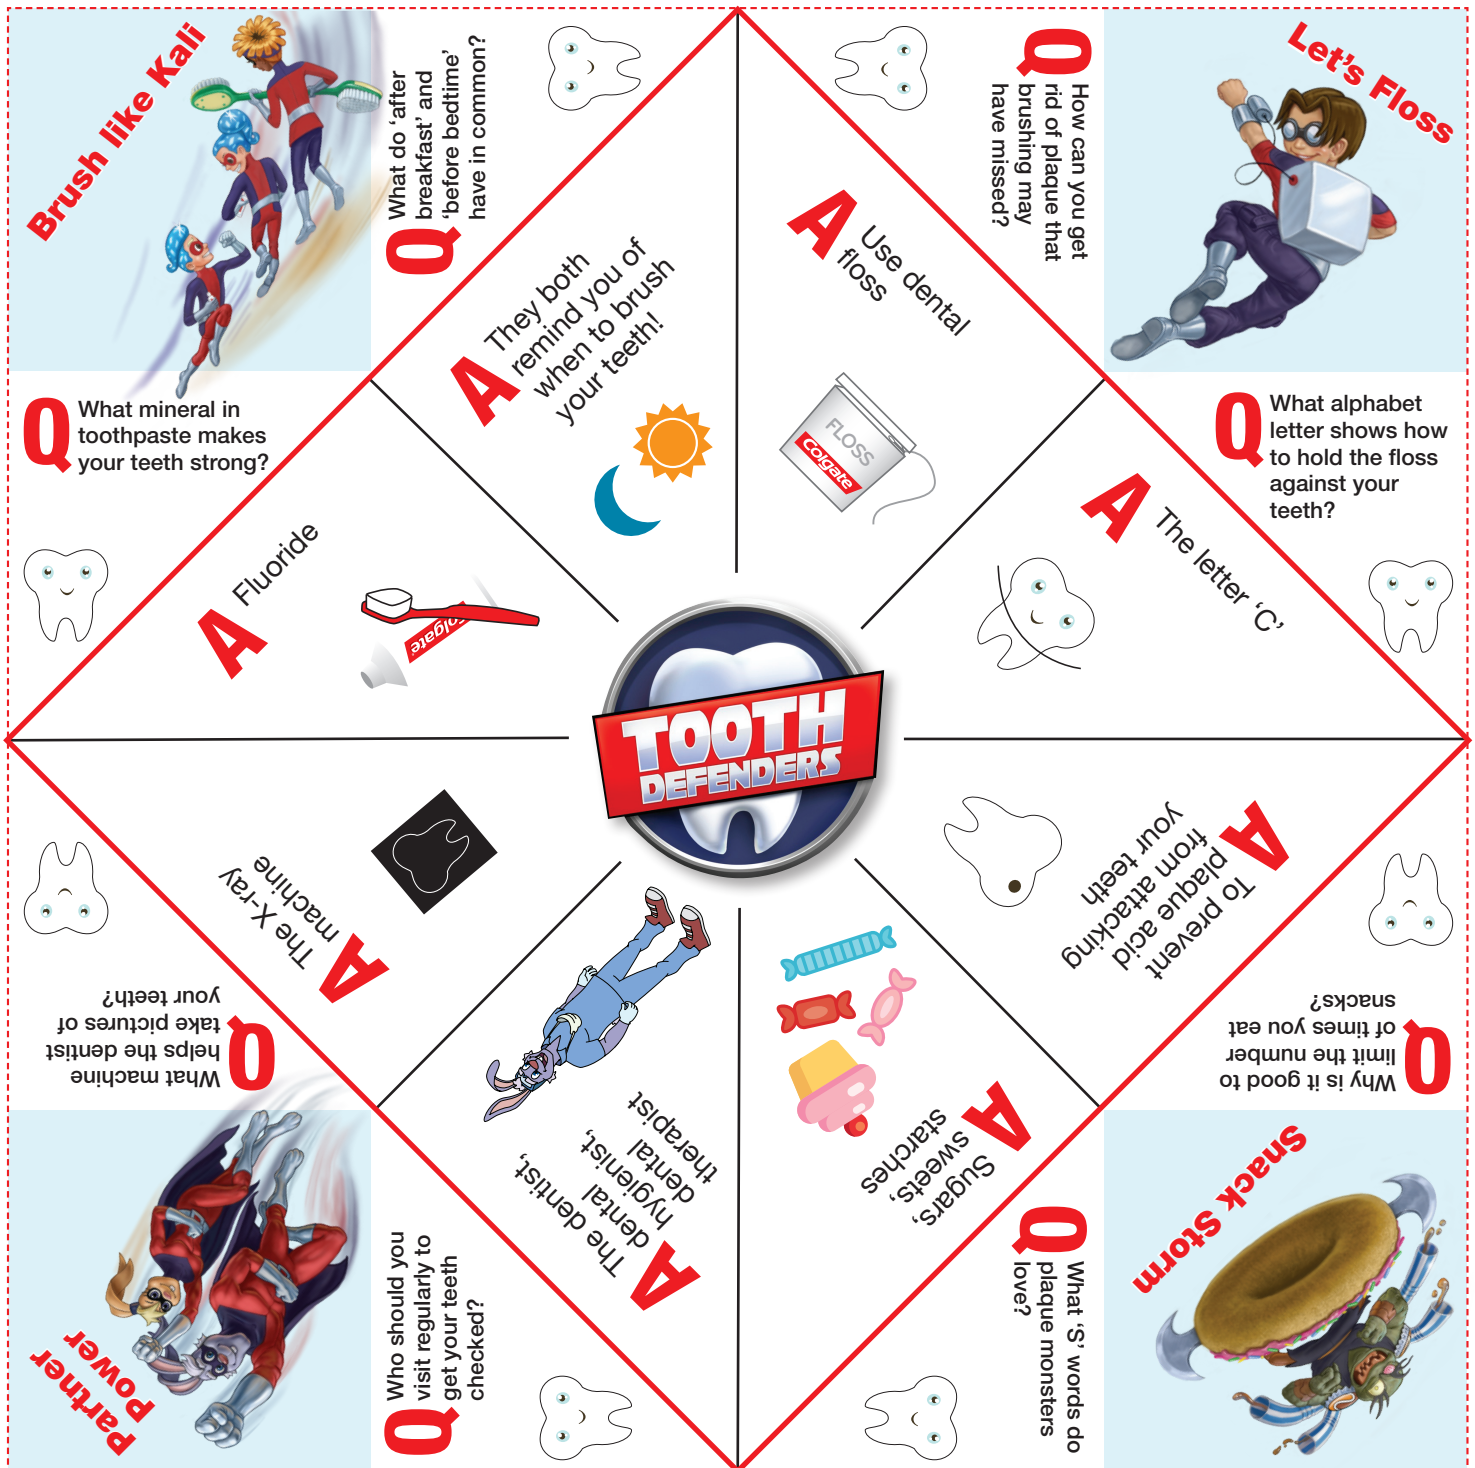 Brush like Kali
Q
What do ‘after
breakfast’ and
‘before bedtime’
have in common?
A
They both
remind you of
when to brush
your teeth!
Q
What mineral in
toothpaste makes
your teeth strong?
A
Fluoride
Colgate
Let’s Floss
Q
How can you get
rid of plaque that
brushing may
have missed?
A
Use dental
floss
FLOSS
Colgate
Q
What alphabet
letter shows how
to hold the floss
against your
teeth?
A
The letter ‘C’
TOOTH
DEFENDERS
Snack Storm
Q
Why is it good to
limit the number
of times you eat
snacks?
A
To prevent
plaque acid
from attacking
your teeth
Q
What ‘S’ words do
plaque monsters
love?
A
Sugars,
sweets,
starches
Partner
Power
Q
Who should you
visit regularly to
get your teeth
checked?
A
The dentist,
dental
hygienist,
dental
therapist
Q
What machine
helps the dentist
take pictures of
your teeth?
A
The X-ray
machine